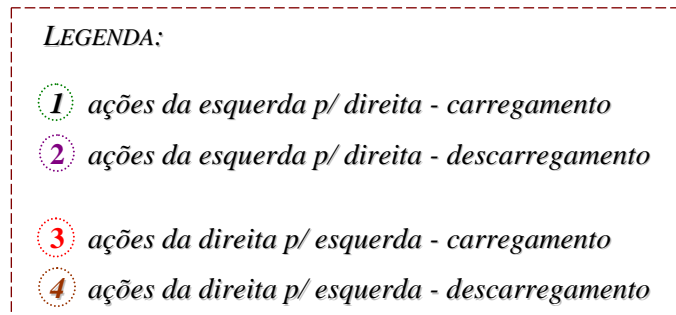 LEGENDA:
1 ações da esquerda p/ direita - carregamento
2 ações da esquerda p/ direita - descarregamento
3 ações da direita p/ esquerda - carregamento
4 ações da direita p/ esquerda - descarregamento